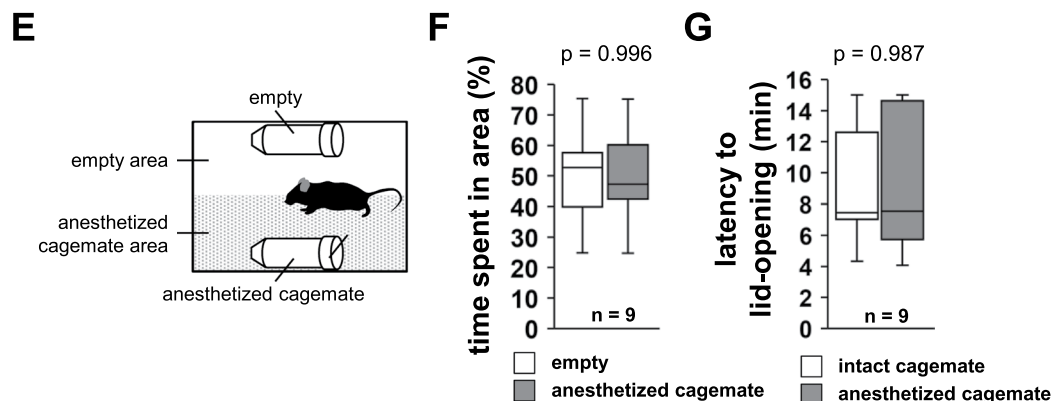 E
empty
empty area
anesthetized
cagemate area
anesthetized cagemate
F
p = 0.996
time spent in area (%)
80
70
60
50
40
30
20
10
0
n = 9
empty
anesthetized cagemate
G
p = 0.987
latency to
lid-opening (min)
16
14
12
10
8
6
4
2
0
n = 9
intact cagemate
anesthetized cagemate